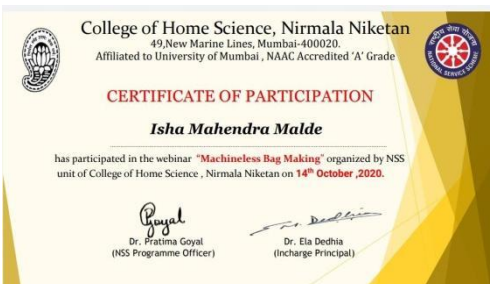 College of Home Science, Nirmala Niketan
49,New Marine Lines, Mumbai-400020.
Affiliated to University of Mumbai , NAAC Accredited 'A' Grade
NATIONAL SERVICE SCHEME
CERTIFICATE OF PARTICIPATION
Isha Mahendra Malde
has participated in the webinar "Machineless Bag Making" organized by NSS
unit of College of Home Science , Nirmala Niketan on 14th October ,2020.
Goyal
Dr. Pratima Goyal
(NSS Programme Officer)
Dr. Ela Dedhia
(Incharge Principal)